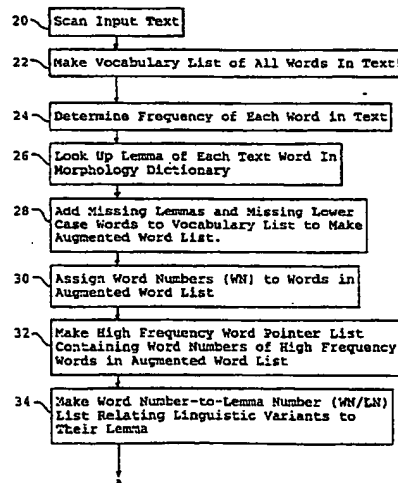 20 Scan Input Text
22 Make Vocabulary List of All Words In Text
24 Determine Frequency of Each Word in Text
26 Look Up Lemma of Each Text Word In
Morphology Dictionary
28 Add Missing Lemmas and Missing Lower
Case Words to Vocabulary List to Make
Augmented Word List.
30 Assign Word Numbers (WN) to Words in
Augmented Word List
32 Make High Frequency Word Pointer List
Containing Word Numbers of High Frequency
Words in Augmented Word List
34 Make Word Number-to-Lemma Number (WN/LN)
List Relating Linguistic Variants to
Their Lemma